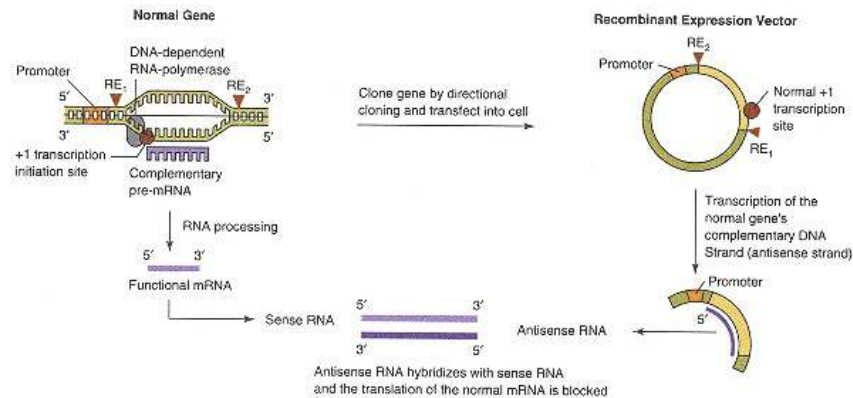 Normal Gene
DNA-dependent
RNA-polymerase
Promoter
RE1
RE2
5′
3′
3′
5′
+1 transcription
initiation site
Complementary
pre-mRNA
RNA processing
5′ 3′
Functional mRNA
Clone gene by directional
cloning and transfect into cell
Recombinant Expression Vector
RE2
Promoter
Normal +1
transcription
site
RE1
Transcription of the
normal gene's
complementary DNA
Strand (antisense strand)
Promoter
5′
Sense RNA
5′ 3′
3′ 5′
Antisense RNA
Antisense RNA hybridizes with sense RNA
and the translation of the normal mRNA is blocked